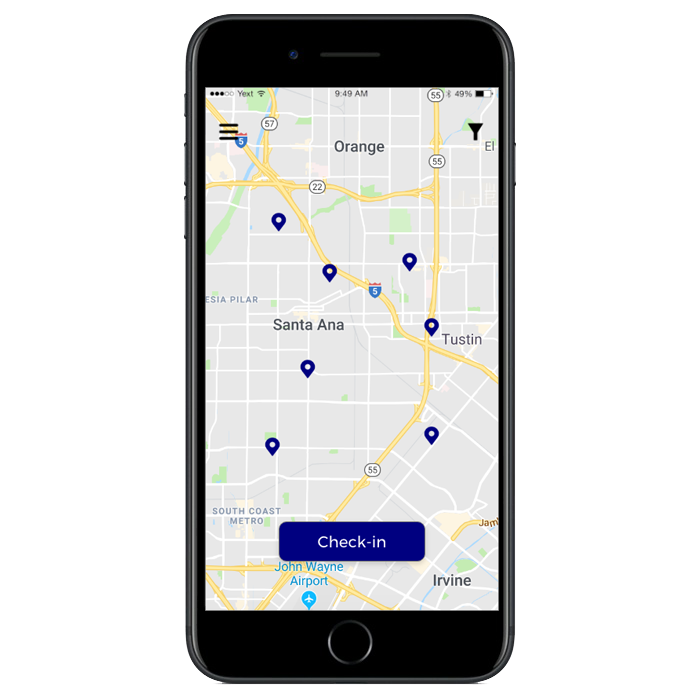 Yext
9:49 AM
55
49%
57
5
Orange
El
55
22
5
ESIA PILAR
Santa Ana
Tustin
55
SOUTH COAST
METRO
Jam
Check-in
John Wayne
Airport
Irvine